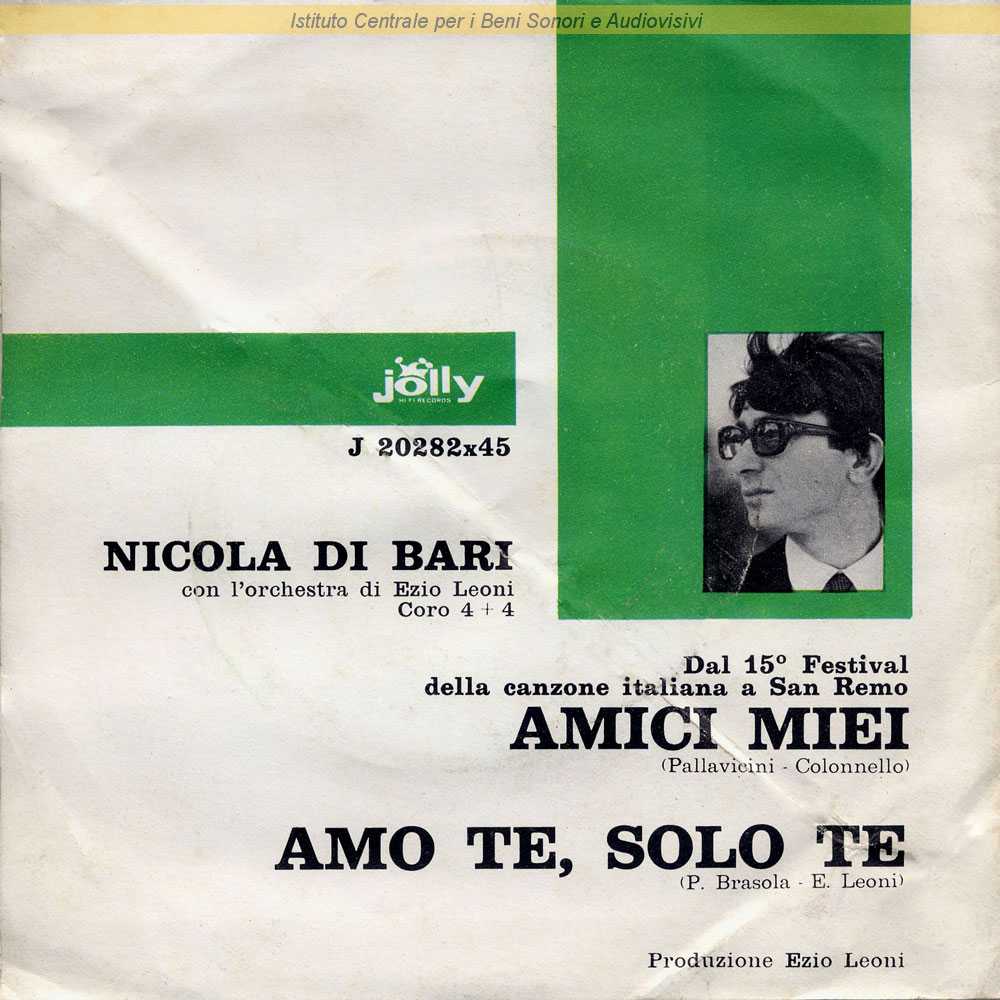 Istituto Centrale per i Beni Sonori e Audiovisivi
jolly
HI FI RECORDS
J 20282x45
NICOLA DI BARI
con l'orchestra di Ezio Leoni
Coro 4 + 4
Dal 15º Festival
della canzone italiana a San Remo
AMICI MIEI
(Pallavicini - Colonnello)
AMO TE, SOLO TE
(P. Brasola - E. Leoni)
Produzione Ezio Leoni